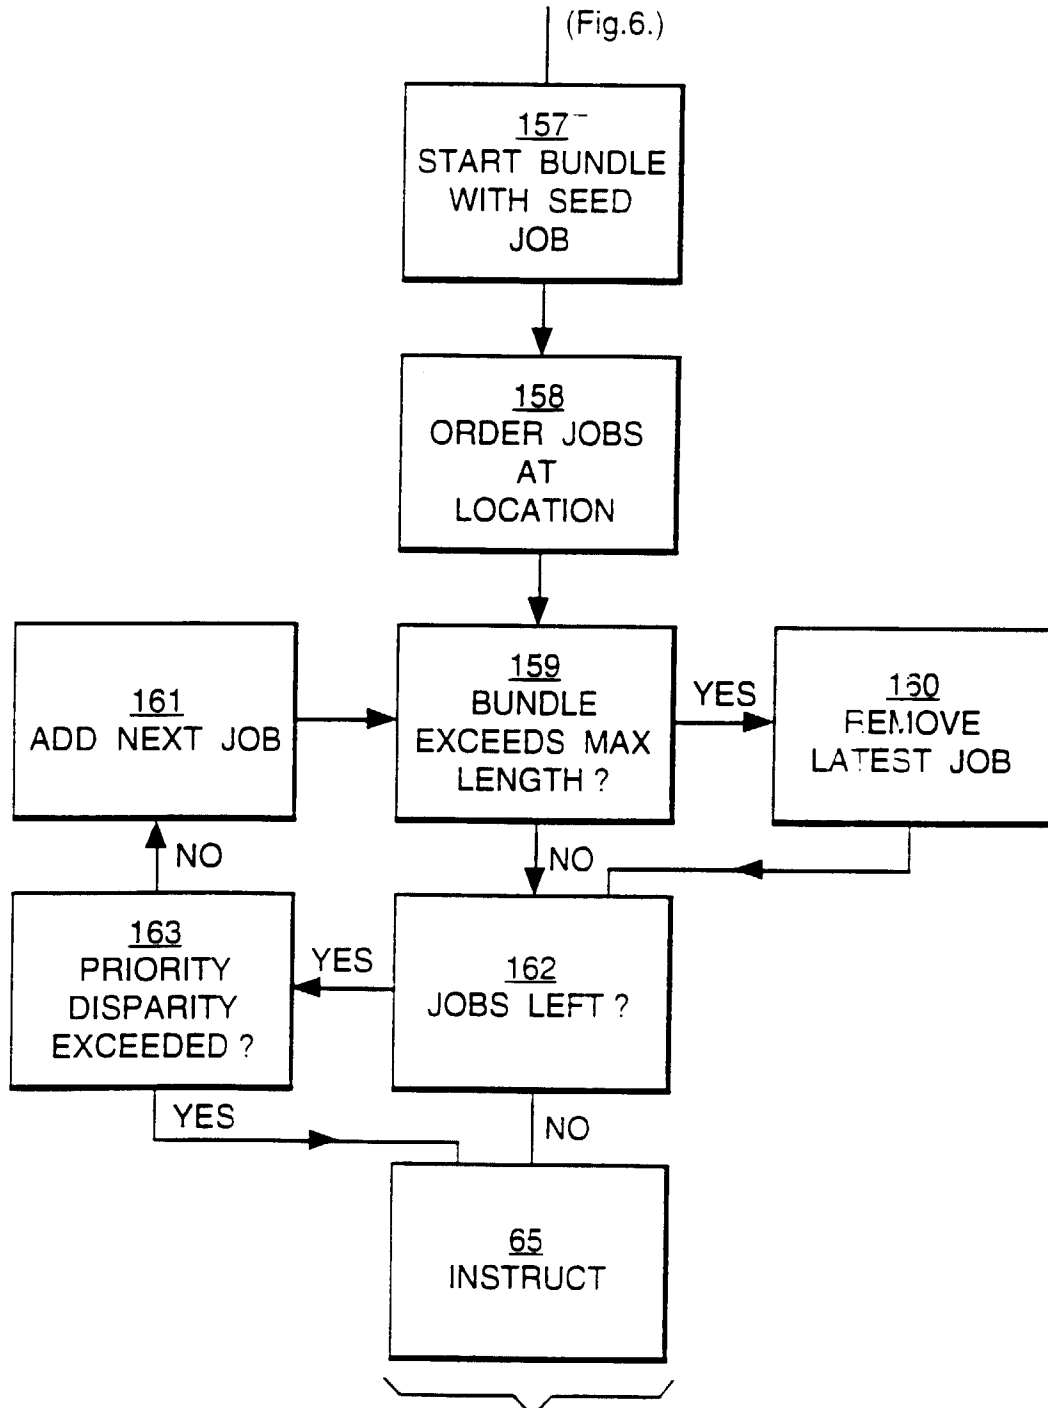 (Fig.6.)
157
START BUNDLE
WITH SEED
JOB
158
ORDER JOBS
AT
LOCATION
161
ADD NEXT JOB
159
BUNDLE
EXCEEDS MAX
LENGTH ?
YES
160
REMOVE
LATEST JOB
NO
NO
163
PRIORITY
DISPARITY
EXCEEDED ?
YES
162
JOBS LEFT ?
YES
NO
65
INSTRUCT